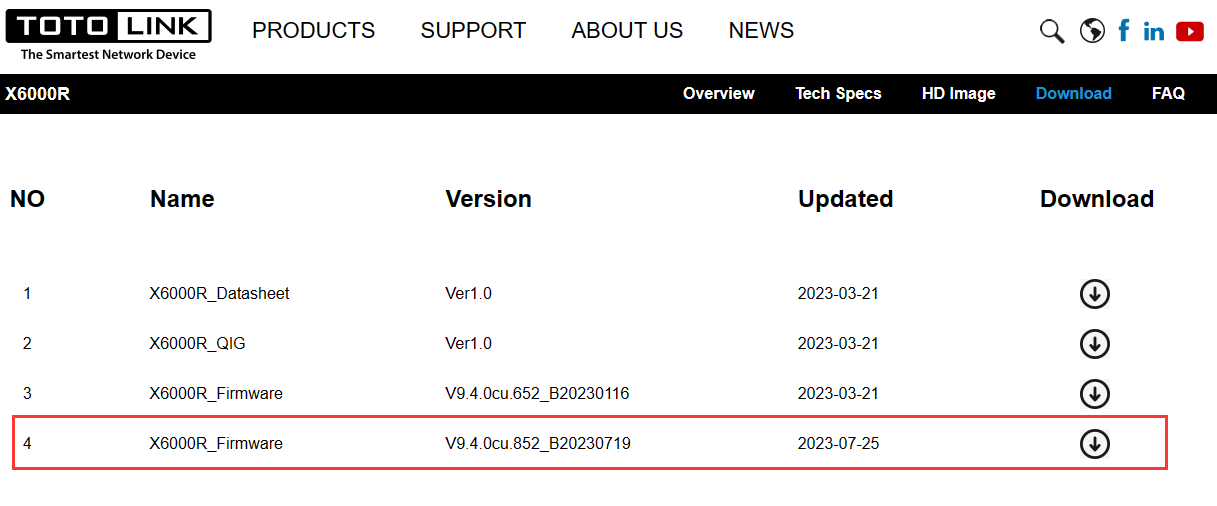 TOTO LINK
The Smartest Network Device
PRODUCTS SUPPORT ABOUT US NEWS
X6000R Overview Tech Specs HD Image Download FAQ
NO Name Version Updated Download
1 X6000R_Datasheet Ver1.0 2023-03-21
2 X6000R_QIG Ver1.0 2023-03-21
3 X6000R_Firmware V9.4.0cu.652_B20230116 2023-03-21
4 X6000R_Firmware V9.4.0cu.852_B20230719 2023-07-25